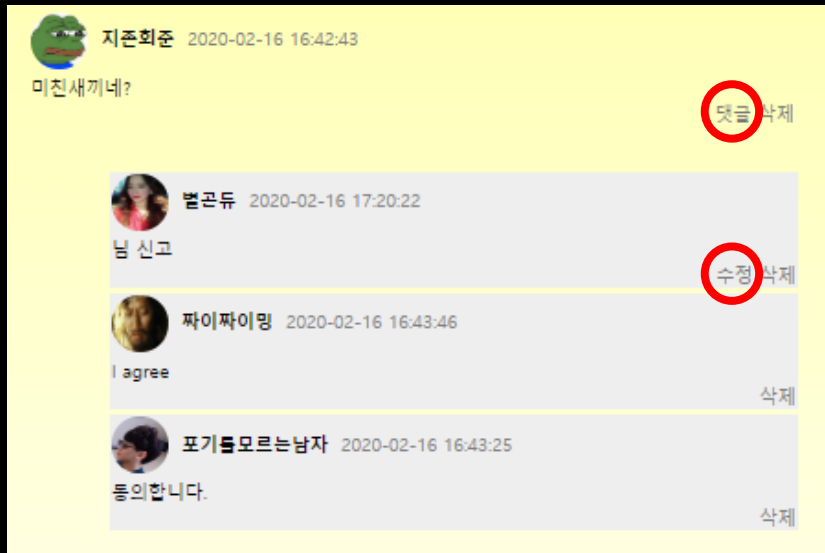 지존회준 2020-02-16 16:42:43
미친새끼네?
댓글 삭제
별곤듀 2020-02-16 17:20:22
님 신고
수정 삭제
짜이짜이밍 2020-02-16 16:43:46
I agree
삭제
포기를모르는남자 2020-02-16 16:43:25
동의합니다.
삭제